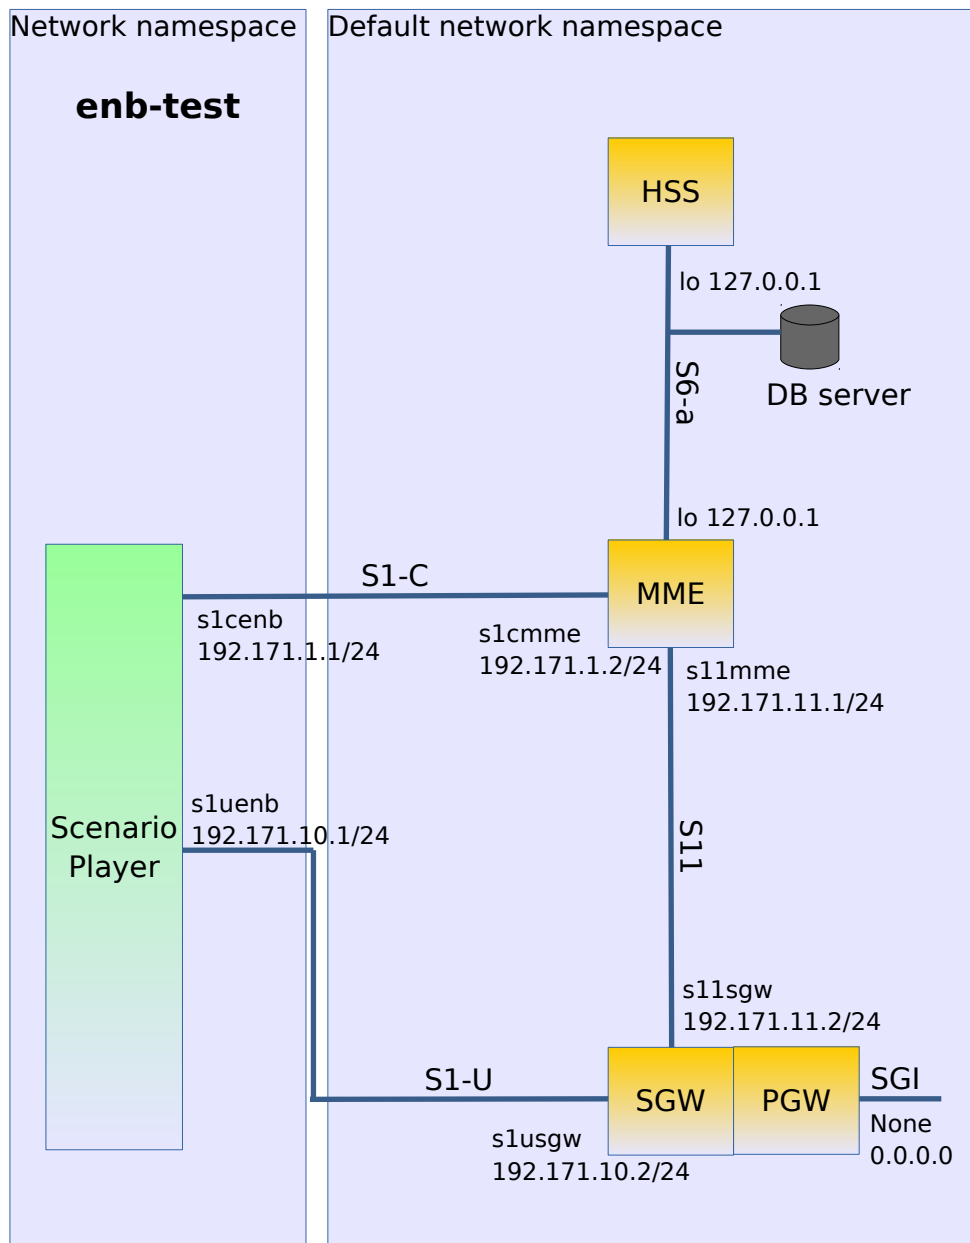 Network namespace
Default network namespace
enb-test
HSS
lo 127.0.0.1
S6-a
DB server
lo 127.0.0.1
S1-C
MME
s1cenb
192.171.1.1/24
s1cmme
192.171.1.2/24
s11mme
192.171.11.1/24
s1uenb
192.171.10.1/24
Scenario
Player
S11
s11sgw
192.171.11.2/24
S1-U
SGW
PGW
SGI
None
0.0.0.0
s1usgw
192.171.10.2/24